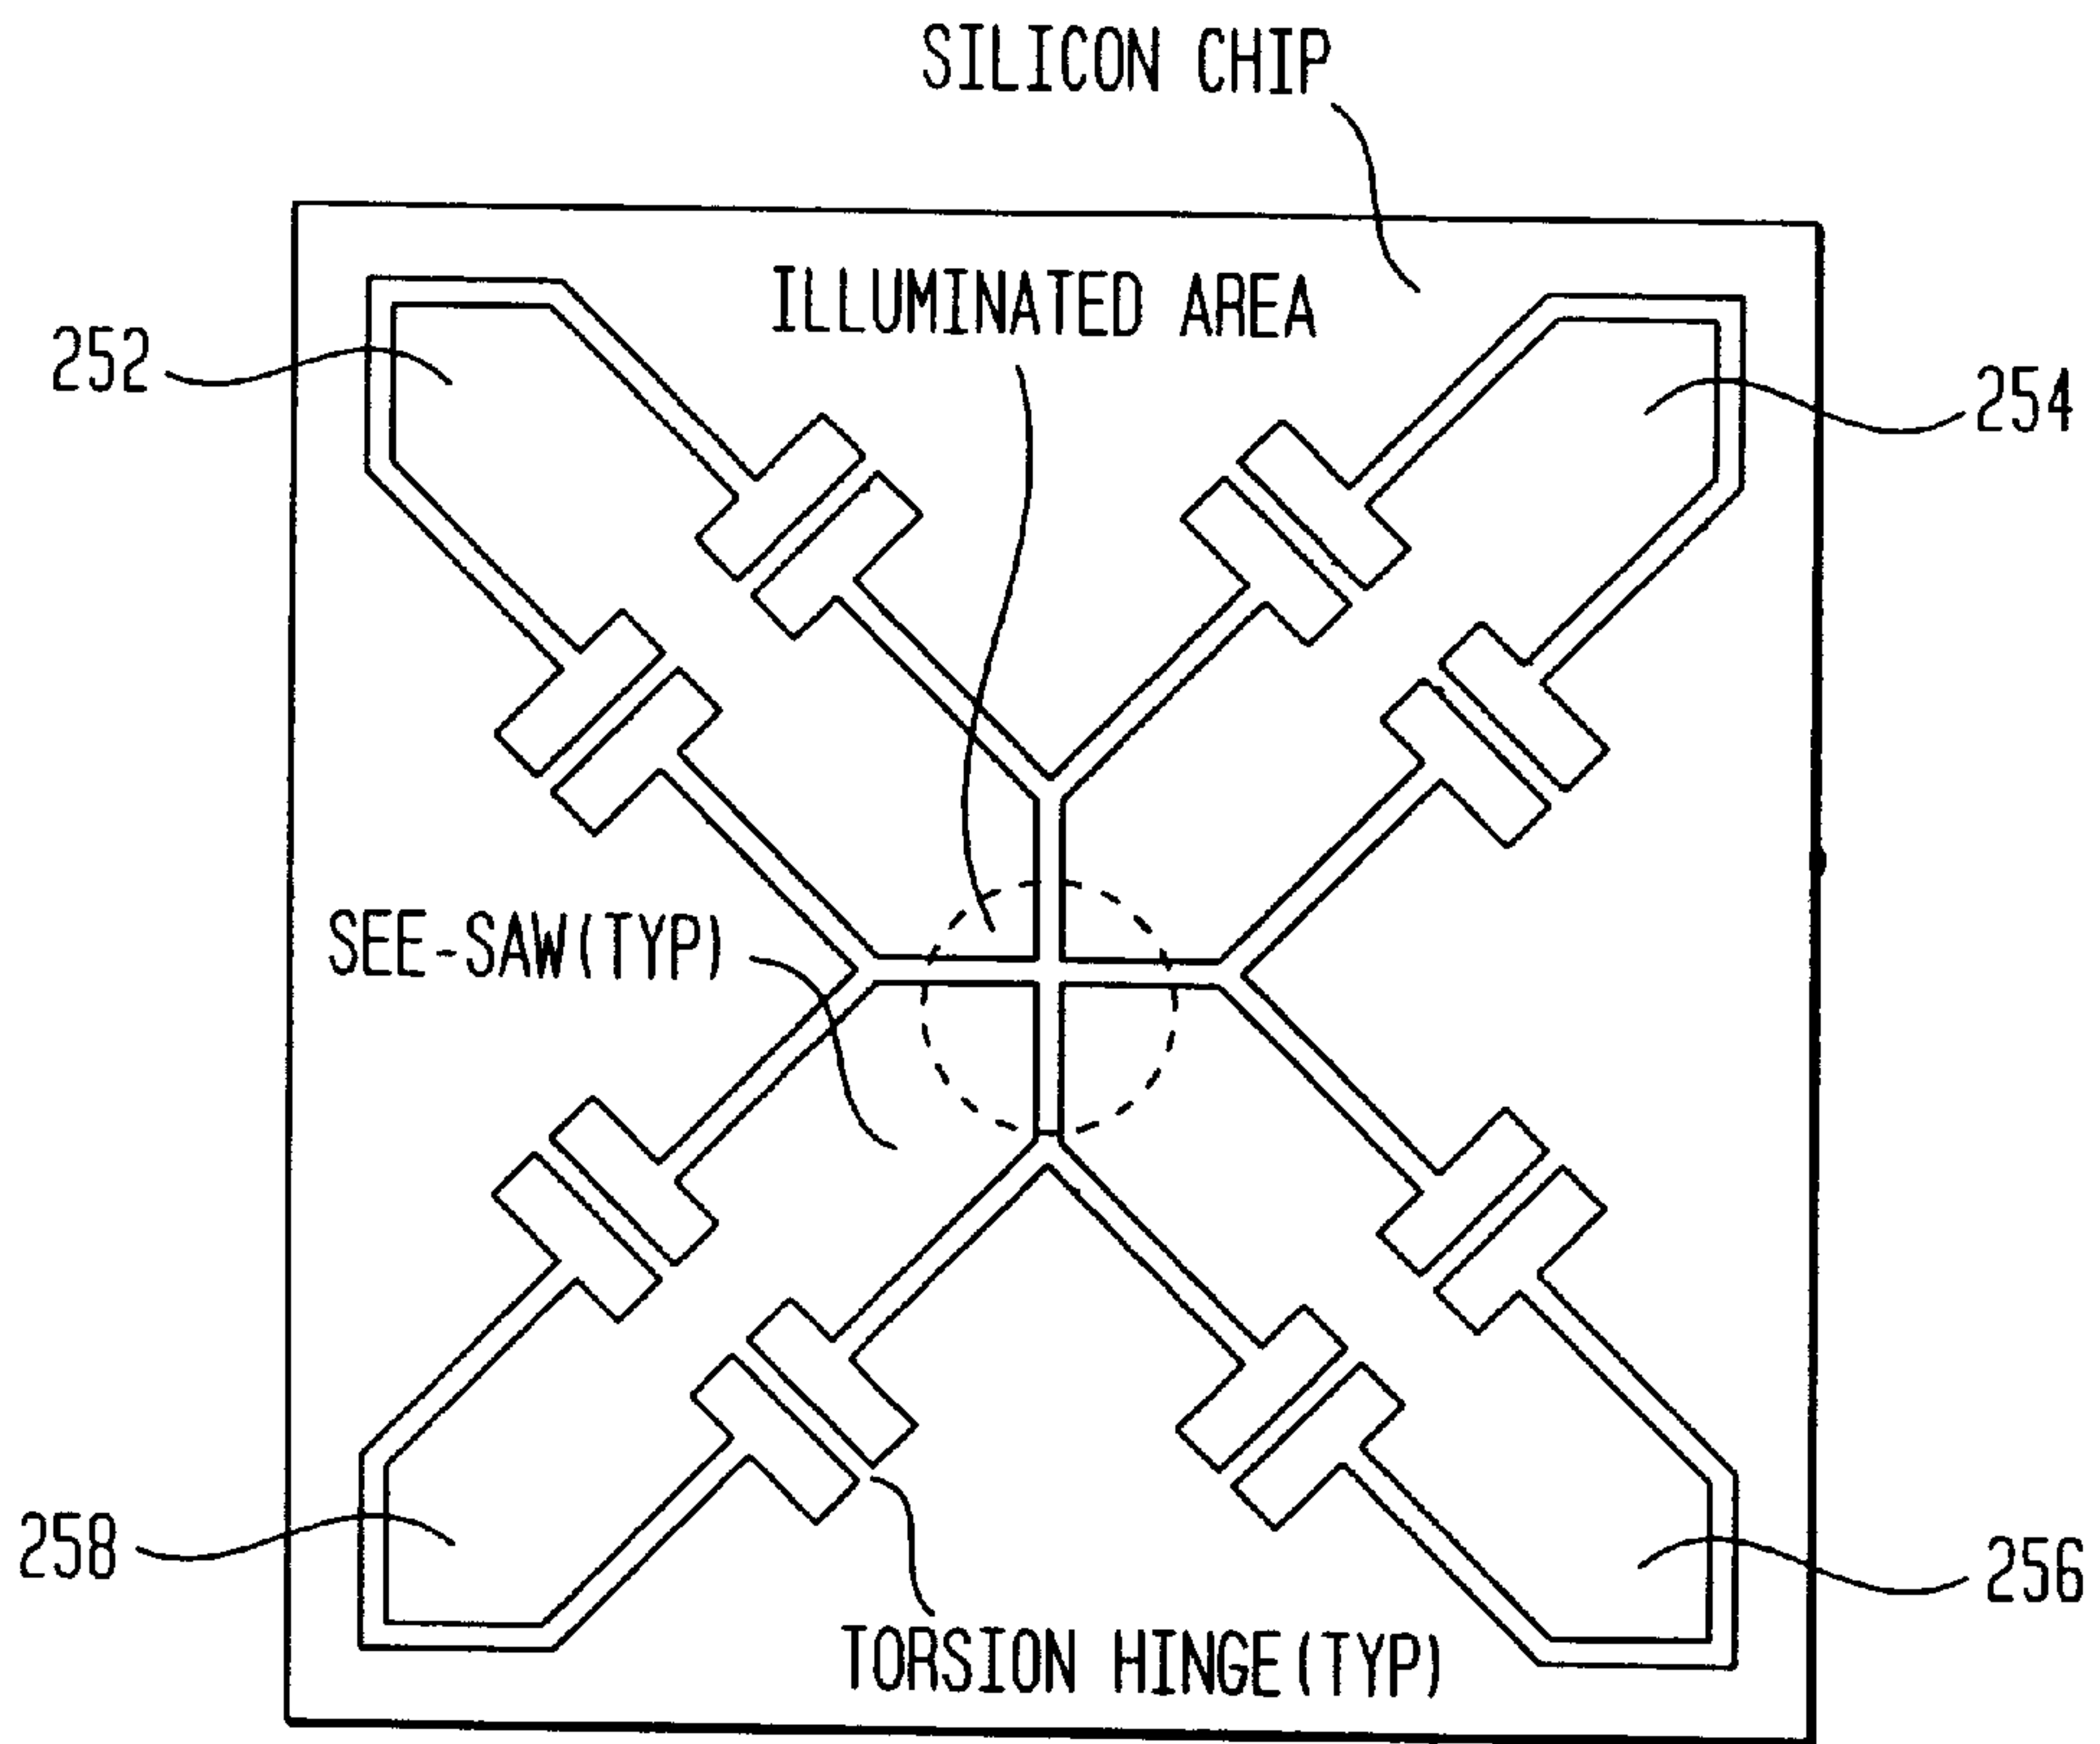 SILICON CHIP
ILLUMINATED AREA
252
254
SEE-SAW(TYP)
258
256
TORSION HINGE(TYP)